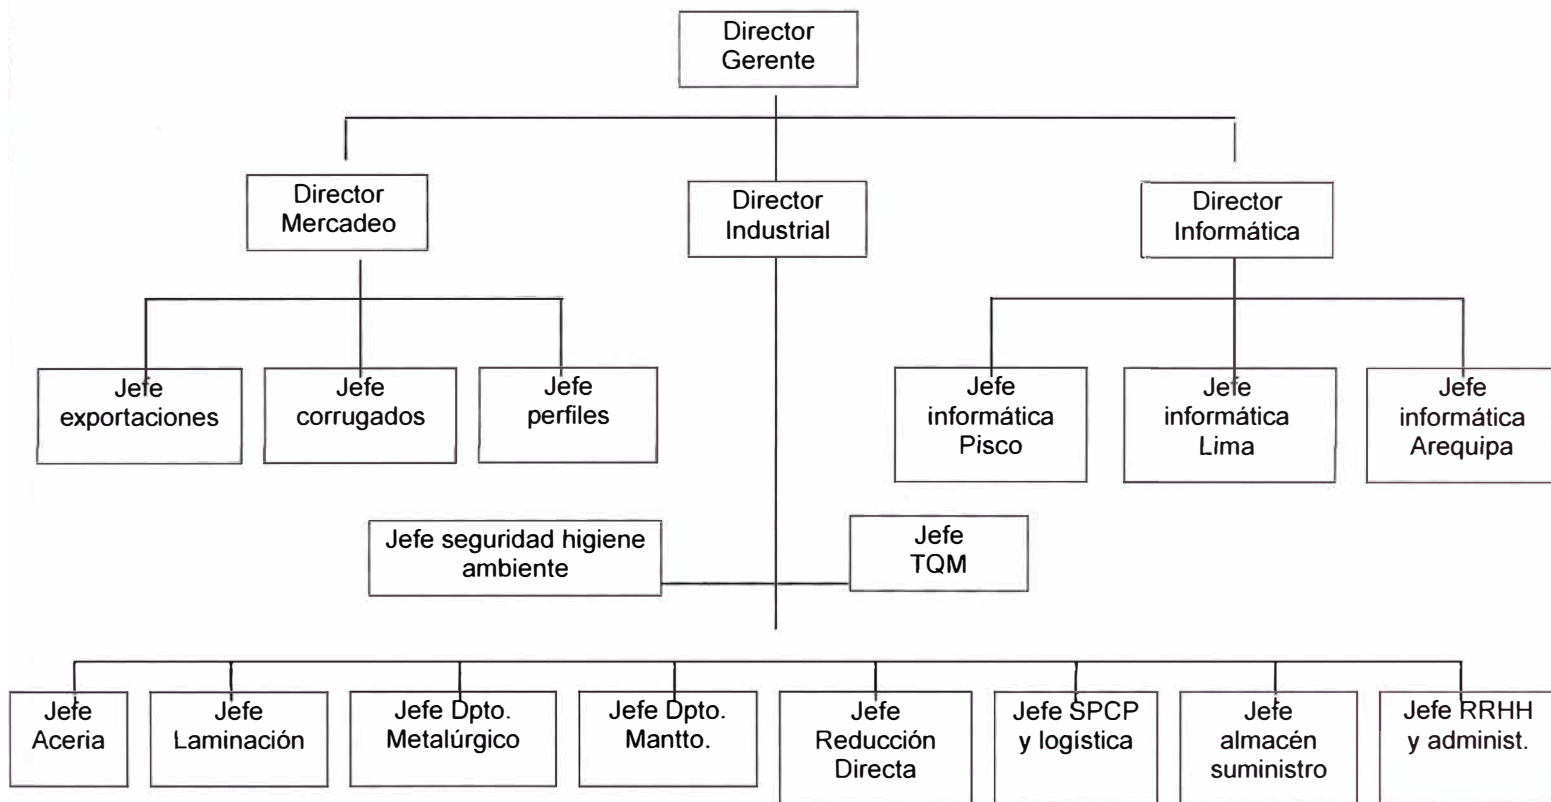 Director
Gerente
Director
Mercadeo
Director
Industrial
Director
Informática
Jefe
exportaciones
Jefe
corrugados
Jefe
perfiles
Jefe
informática
Pisco
Jefe
informática
Lima
Jefe
informática
Arequipa
Jefe seguridad higiene
ambiente
Jefe
TQM
Jefe
Aceria
Jefe
Laminación
Jefe Dpto.
Metalúrgico
Jefe Dpto.
Mantto.
Jefe
Reducción
Directa
Jefe SPCP
y logística
Jefe
almacén
suministro
Jefe RRHH
y administ.